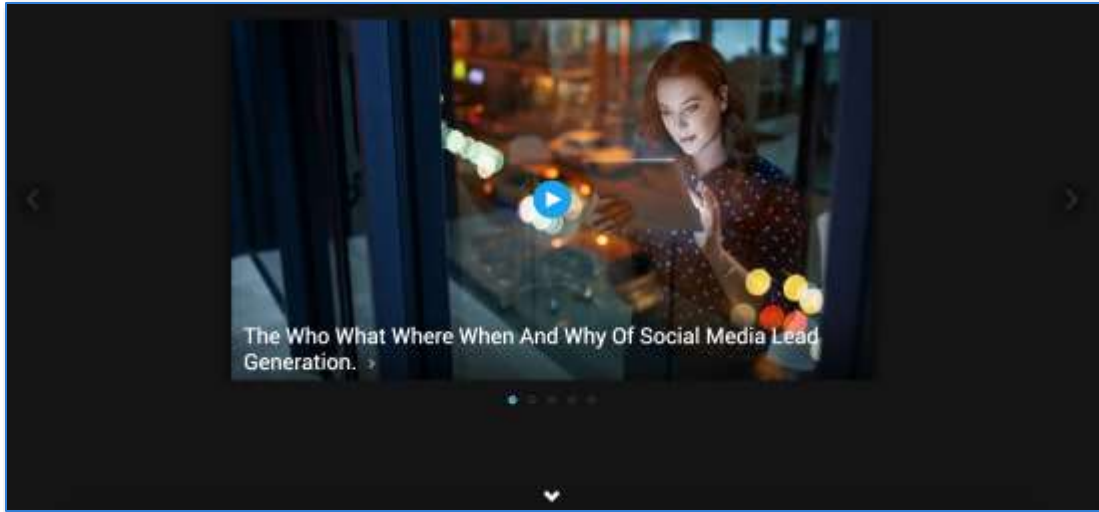 The Who What Where When And Why Of Social Media Lead
Generation. ›